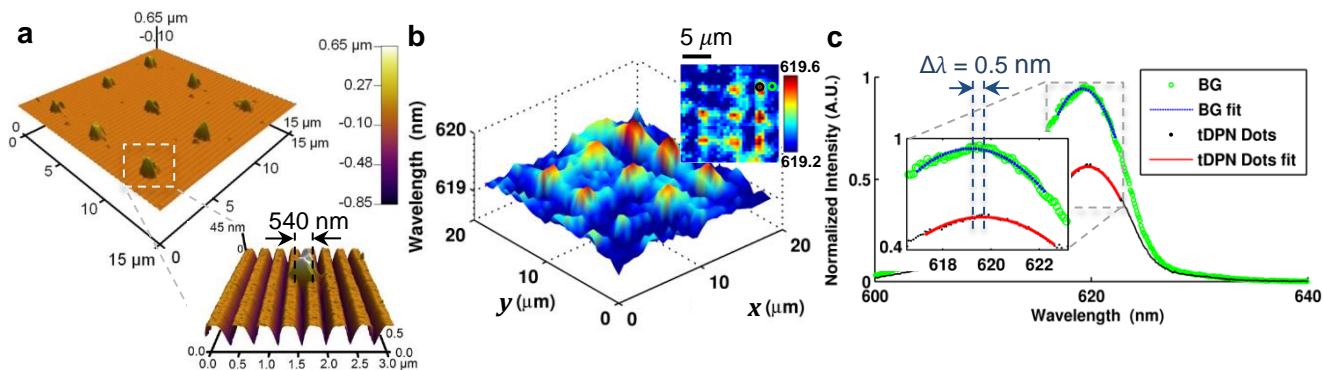 a
0.65 µm
-0.10
0.65 µm
0.27
-0.10
-0.48
-0.85
0
5
10
15 µm
15 µm
10
5
0
540 nm
45 nm
0
0.0
0.5
0.0
0.0 0.5 1.0 1.5 2.0 2.5 3.0 µm
b
5 µm
619.6
619.2
Wavelength (nm)
620
619
20
10
0
0
10
20
y (µm)
x (µm)
c
Δλ = 0.5 nm
Normalized Intensity (A.U.)
1
0.5
0
1
0.4
618 620 622
600 620 640
Wavelength (nm)
BG
BG fit
tDPN Dots
tDPN Dots fit